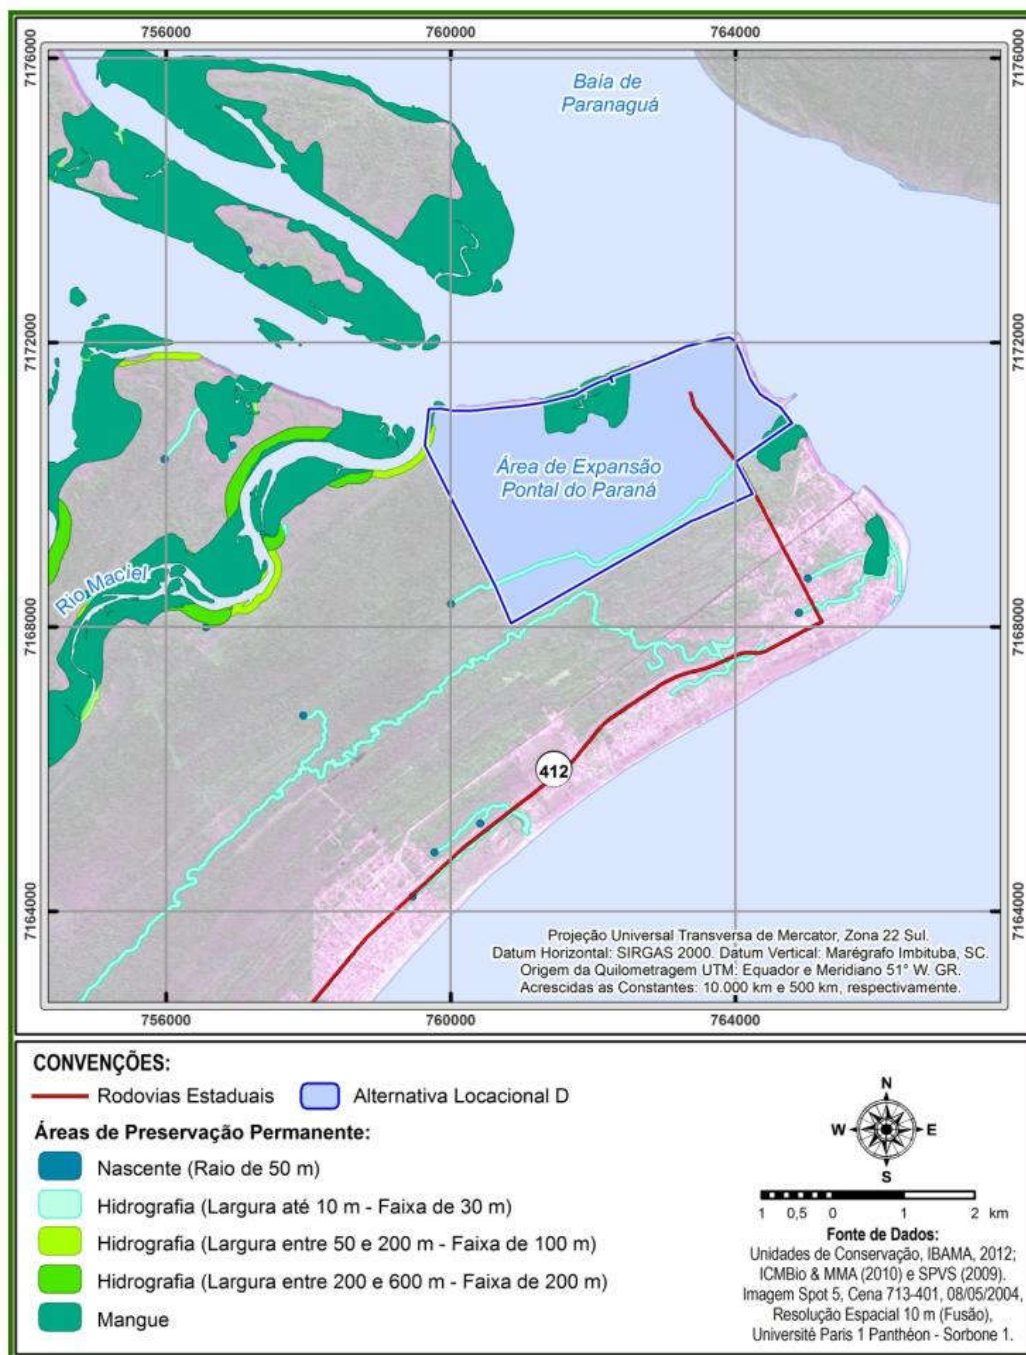 756000
760000
764000
7176000
7176000
Baía de
Paranaguá
7172000
7172000
Área de Expansão
Pontal do Paraná
Rio Maciel
7168000
7168000
412
7164000
7164000
Projeção Universal Transversa de Mercator, Zona 22 Sul.
Datum Horizontal: SIRGAS 2000. Datum Vertical: Marégrafo Imbituba, SC.
Origem da Quilometragem UTM: Equador e Meridiano 51° W. GR.
Acrescidas as Constantes: 10.000 km e 500 km, respectivamente.
756000
760000
764000
CONVENÇÕES:
Rodovias Estaduais
Alternativa Locacional D
Áreas de Preservação Permanente:
Nascente (Raio de 50 m)
Hidrografia (Largura até 10 m - Faixa de 30 m)
Hidrografia (Largura entre 50 e 200 m - Faixa de 100 m)
Hidrografia (Largura entre 200 e 600 m - Faixa de 200 m)
Mangue
N
W
E
S
1 0,5 0 1 2 km
Fonte de Dados:
Unidades de Conservação, IBAMA, 2012;
ICMBio & MMA (2010) e SPVS (2009).
Imagem Spot 5, Cena 713-401, 08/05/2004,
Resolução Espacial 10 m (Fusão),
Université Paris 1 Panthéon - Sorbone 1.